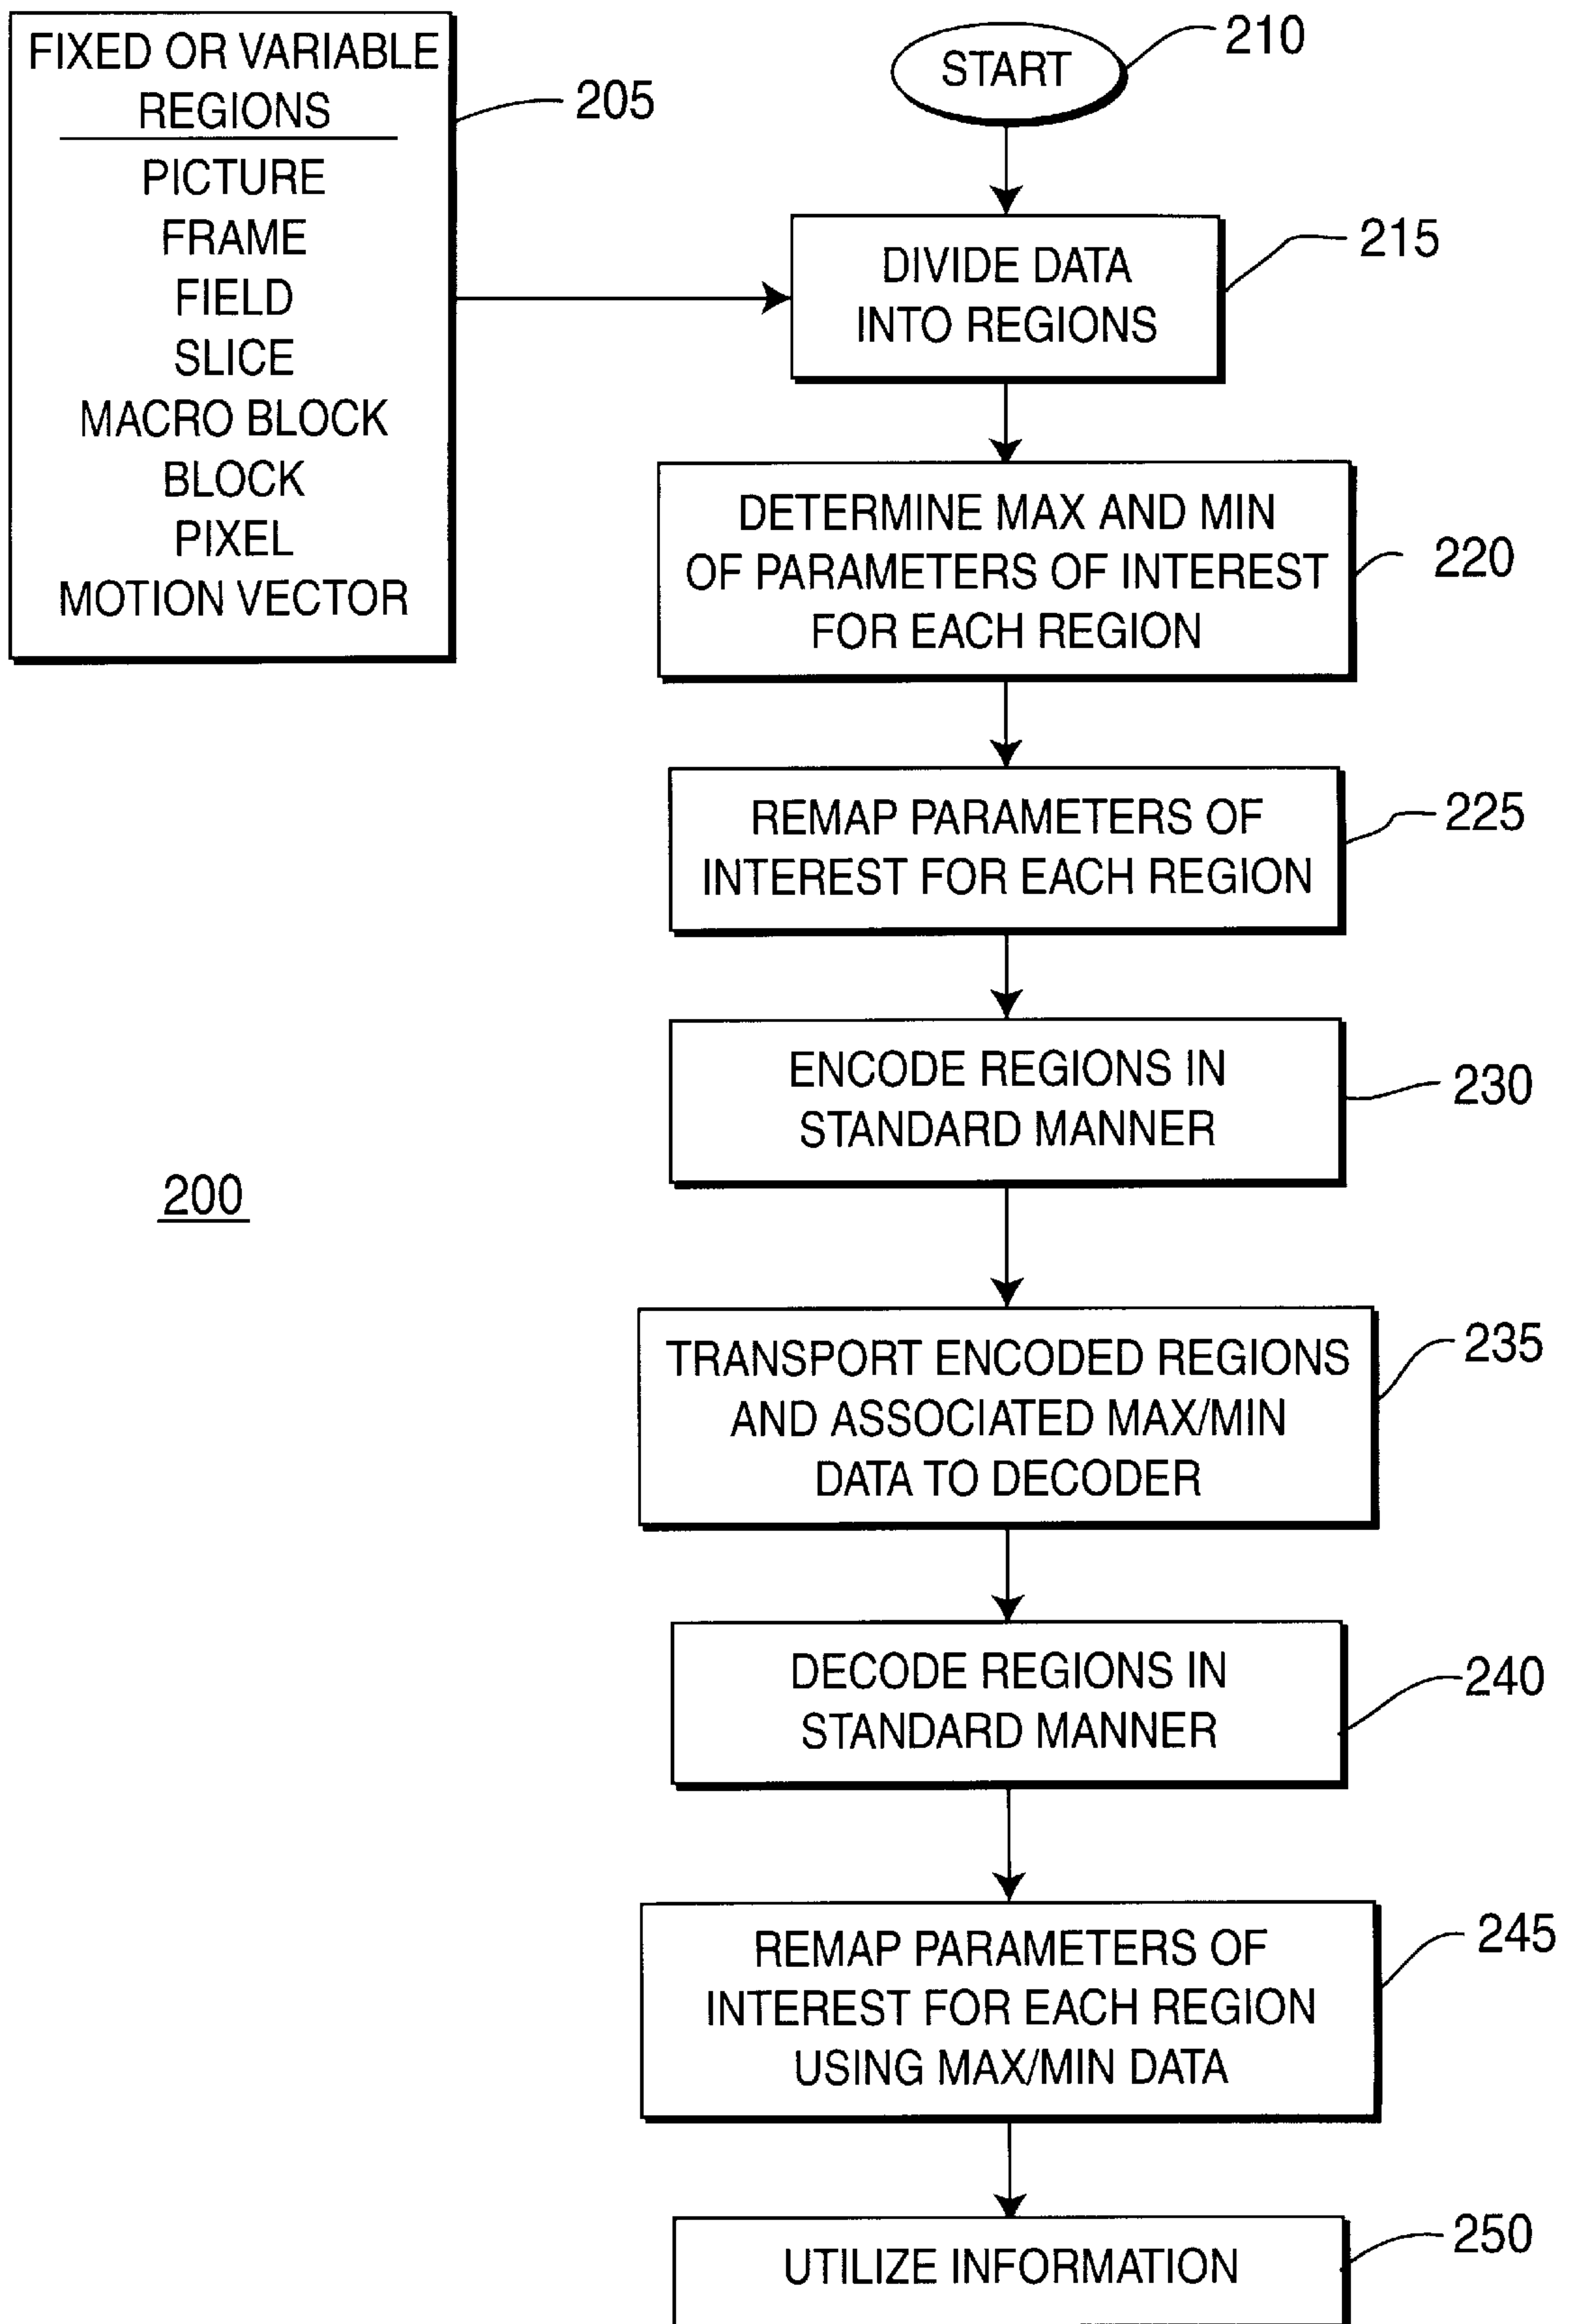 FIXED OR VARIABLE
REGIONS
PICTURE
FRAME
FIELD
SLICE
MACRO BLOCK
BLOCK
PIXEL
MOTION VECTOR
205
START
210
DIVIDE DATA
INTO REGIONS
215
DETERMINE MAX AND MIN
OF PARAMETERS OF INTEREST
FOR EACH REGION
220
REMAP PARAMETERS OF
INTEREST FOR EACH REGION
225
ENCODE REGIONS IN
STANDARD MANNER
230
200
TRANSPORT ENCODED REGIONS
AND ASSOCIATED MAX/MIN
DATA TO DECODER
235
DECODE REGIONS IN
STANDARD MANNER
240
REMAP PARAMETERS OF
INTEREST FOR EACH REGION
USING MAX/MIN DATA
245
UTILIZE INFORMATION
250